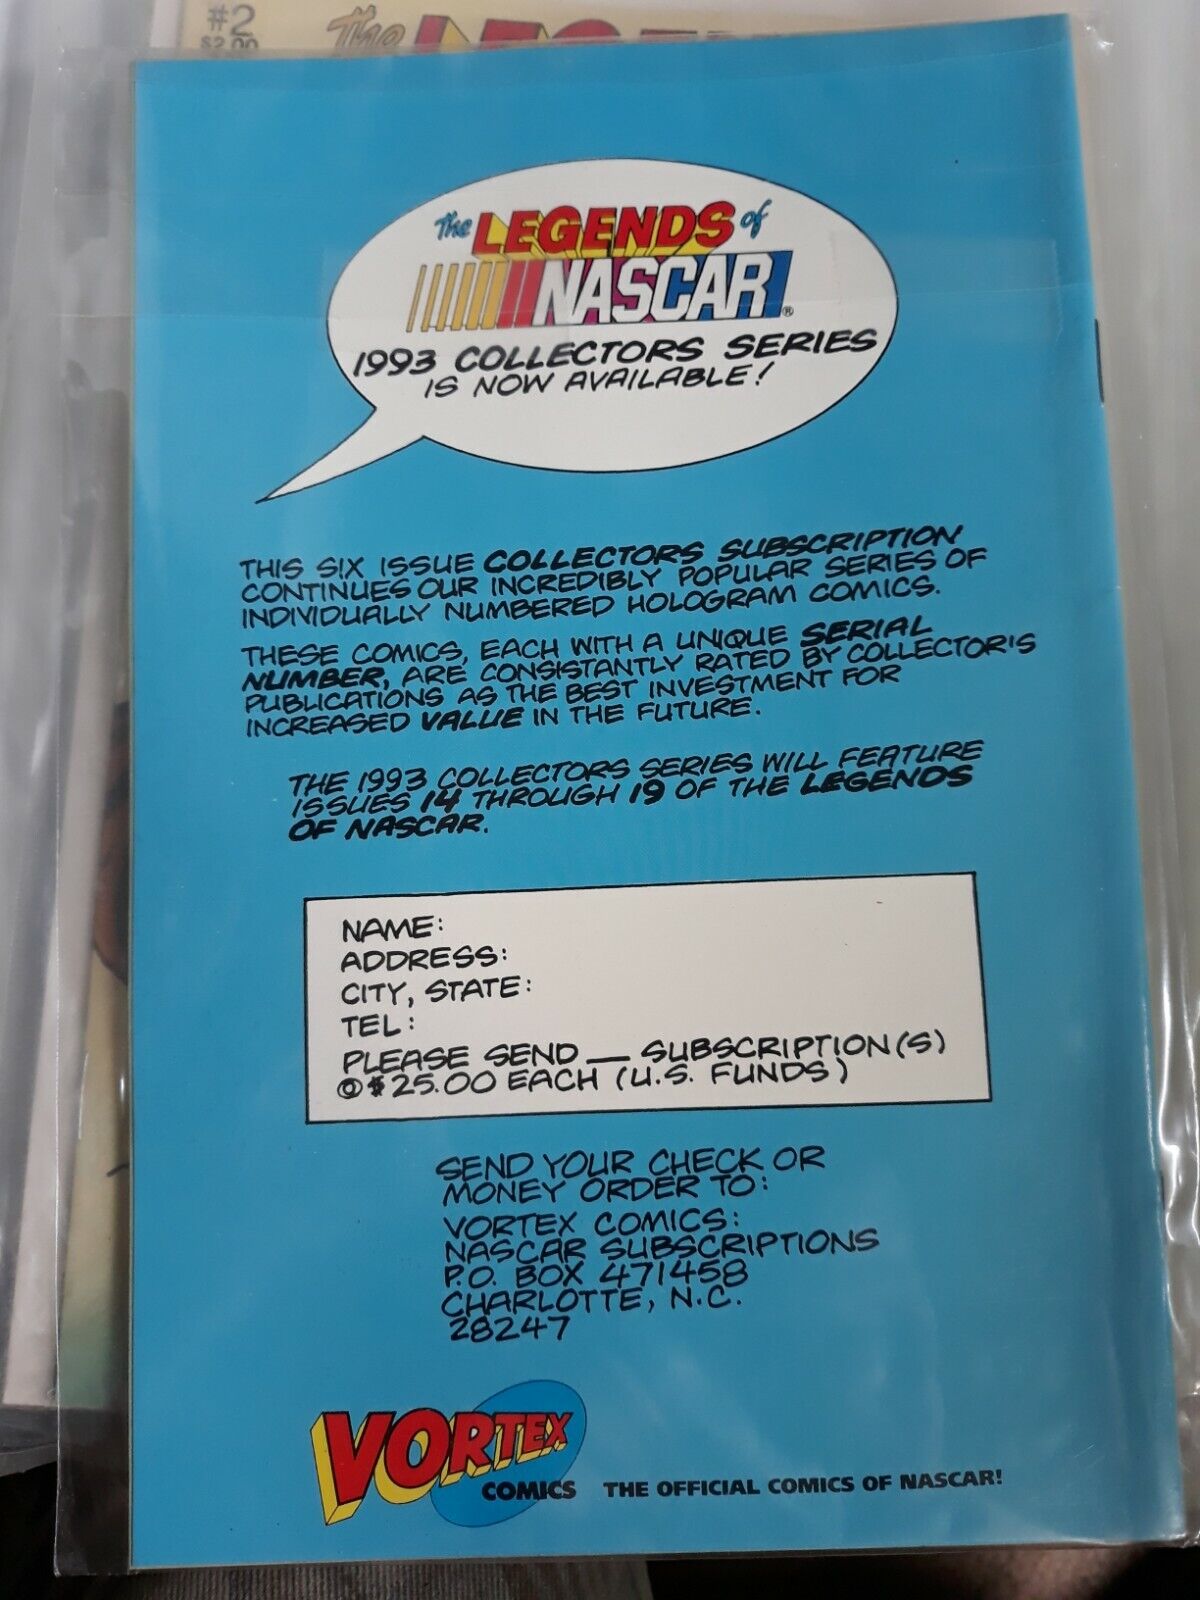 #2
The LEGENDS
The LEGENDS of
NASCAR®
1993 COLLECTORS SERIES
IS NOW AVAILABLE!
THIS SIX ISSUE COLLECTORS SUBSCRIPTION
CONTINUES OUR INCREDIBLY POPULAR SERIES OF
INDIVIDUALLY NUMBERED HOLOGRAM COMICS.
THESE COMICS, EACH WITH A UNIQUE SERIAL
NUMBER, ARE CONSISTANTLY RATED BY COLLECTOR'S
PUBLICATIONS AS THE BEST INVESTMENT FOR
INCREASED VALUE IN THE FUTURE.
THE 1993 COLLECTORS SERIES WILL FEATURE
ISSUES 14 THROUGH 19 OF THE LEGENDS
OF NASCAR.
NAME:
ADDRESS:
CITY, STATE:
TEL:
PLEASE SEND __ SUBSCRIPTION(S)
@ $25.00 EACH (U.S. FUNDS)
SEND YOUR CHECK OR
MONEY ORDER TO:
VORTEX COMICS:
NASCAR SUBSCRIPTIONS
P.O. BOX 471458
CHARLOTTE, N.C.
28247
VORTEX
COMICS THE OFFICIAL COMICS OF NASCAR!